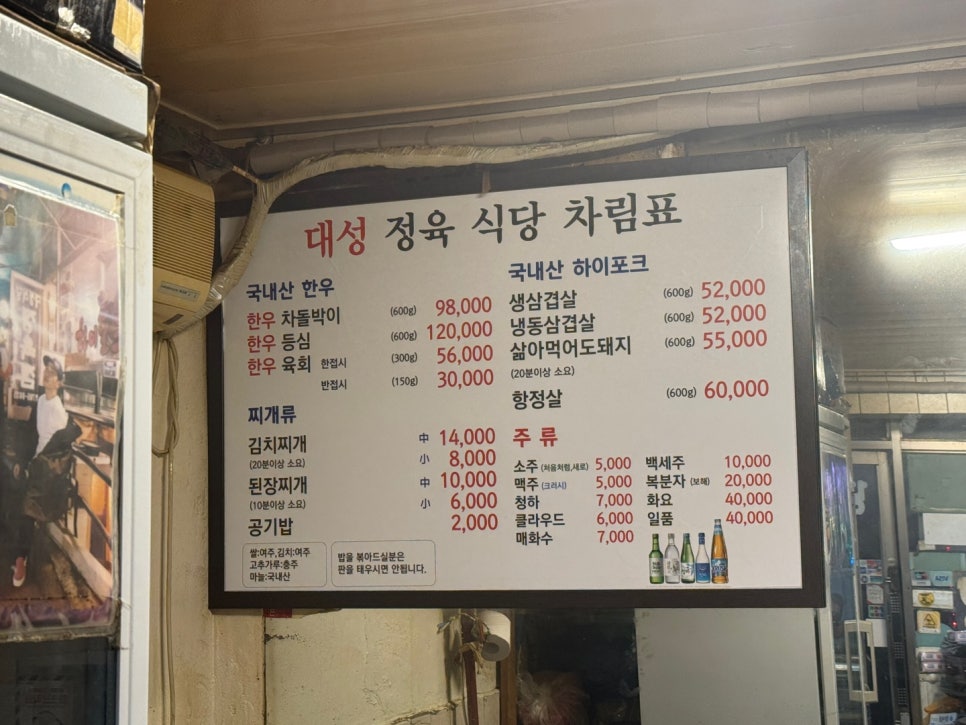 대성 정육 식당 차림표
국내산 한우
한우 차돌박이 (600g) 98,000
한우 등심 (600g) 120,000
한우 육회 한접시 (300g) 56,000
반접시 (150g) 30,000
찌개류
김치찌개 中 14,000
(20분이상 소요) 小 8,000
된장찌개 中 10,000
(10분이상 소요) 小 6,000
공기밥 2,000
쌀:여주,김치:여주
고추가루:충주
마늘:국내산
밥을 볶아드실분은
판을 태우시면 안됩니다.
국내산 하이포크
생삼겹살 (600g) 52,000
냉동삼겹살 (600g) 52,000
삶아먹어도돼지 (600g) 55,000
(20분이상 소요)
항정살 (600g) 60,000
주 류
소주 (처음처럼,새로) 5,000
맥주 (크러시) 5,000
청하 7,000
클라우드 6,000
매화수 7,000
백세주 10,000
복분자 (보해) 20,000
화요 40,000
일품 40,000